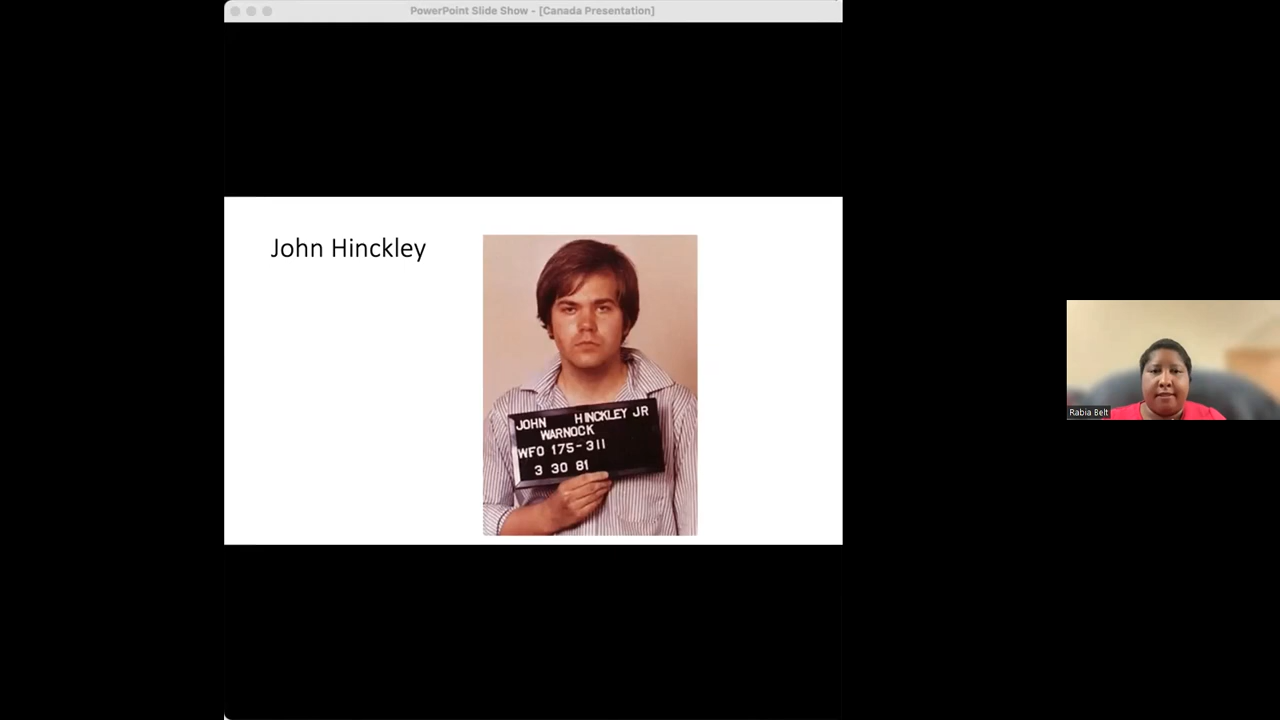 PowerPoint Slide Show - [Canada Presentation]
John Hinckley
JOHN HINCKLEY JR
WARNOCK
WFO 175-311
3 30 81
Rabia Belt